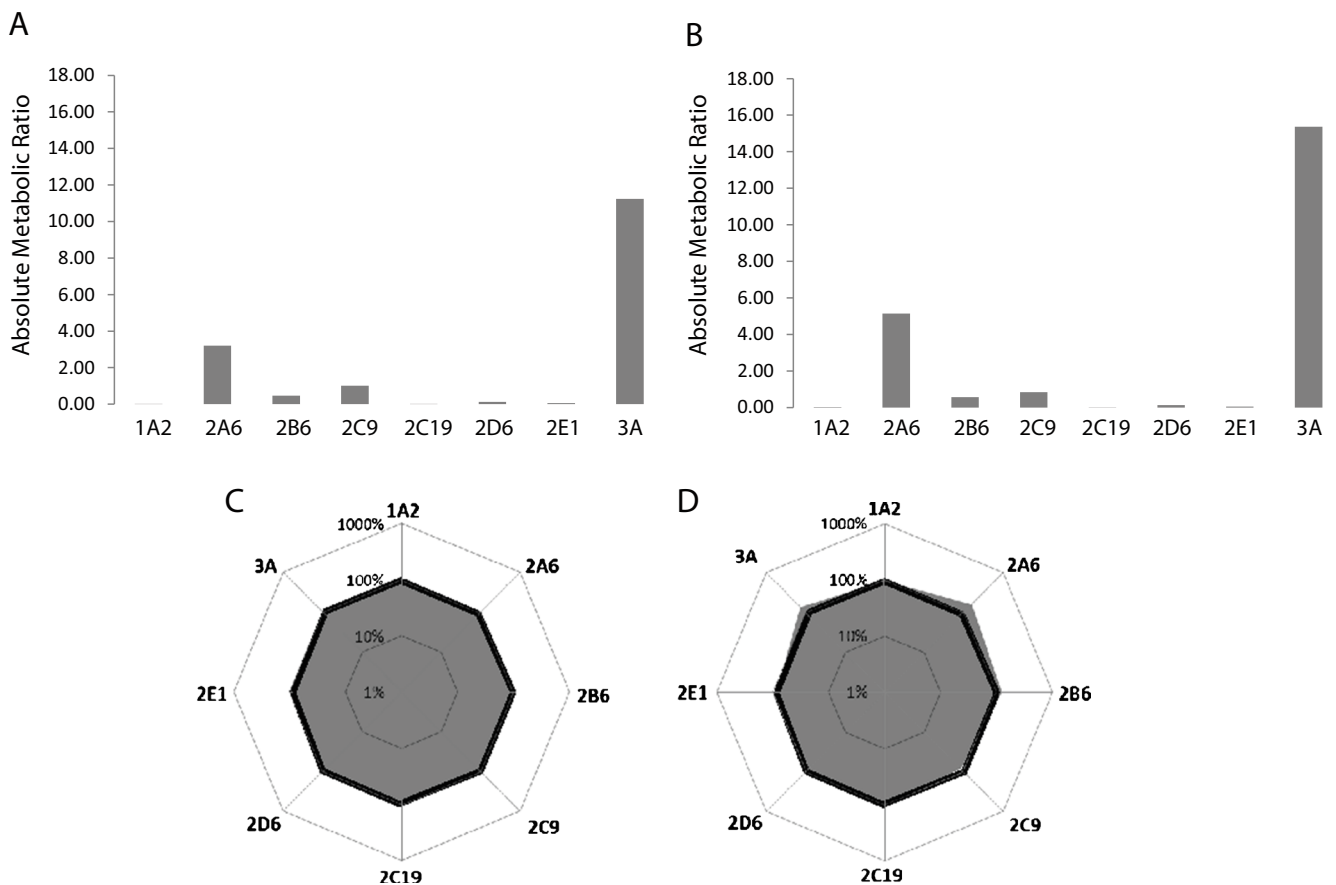 A
Absolute Metabolic Ratio
18.00
16.00
14.00
12.00
10.00
8.00
6.00
4.00
2.00
0.00
1A2 2A6 2B6 2C9 2C19 2D6 2E1 3A
B
Absolute Metabolic Ratio
18.00
16.00
14.00
12.00
10.00
8.00
6.00
4.00
2.00
0.00
1A2 2A6 2B6 2C9 2C19 2D6 2E1 3A
C
1A2
1000%
3A
2A6
100%
10%
2E1
1%
2B6
2D6
2C9
2C19
D
1A2
1000%
3A
2A6
100%
10%
2E1
1%
2B6
2D6
2C9
2C19